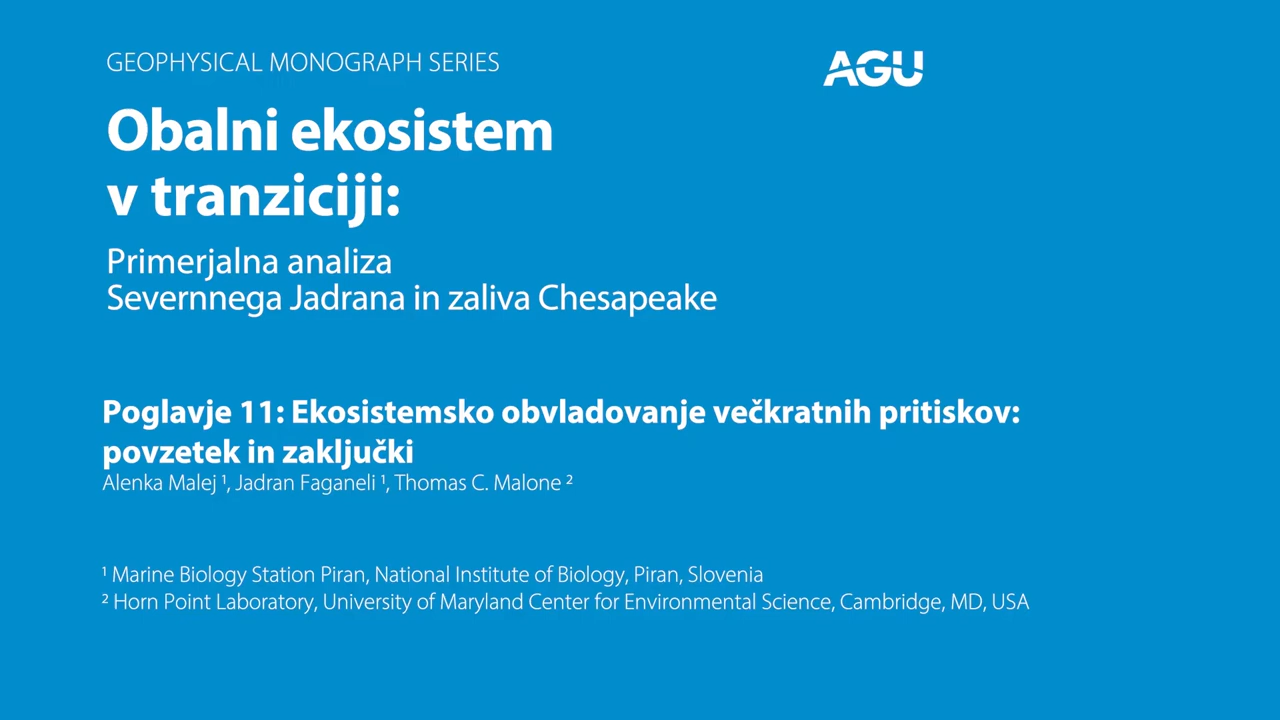 GEOPHYSICAL MONOGRAPH SERIES
AGU
Obalni ekosistem
v tranziciji:
Primerjalna analiza
Severnnega Jadrana in zaliva Chesapeake
Poglavje 11: Ekosistemsko obvladovanje večkratnih pritiskov:
povzetek in zaključki
Alenka Malej ¹, Jadran Faganeli ¹, Thomas C. Malone ²
¹ Marine Biology Station Piran, National Institute of Biology, Piran, Slovenia
² Horn Point Laboratory, University of Maryland Center for Environmental Science, Cambridge, MD, USA